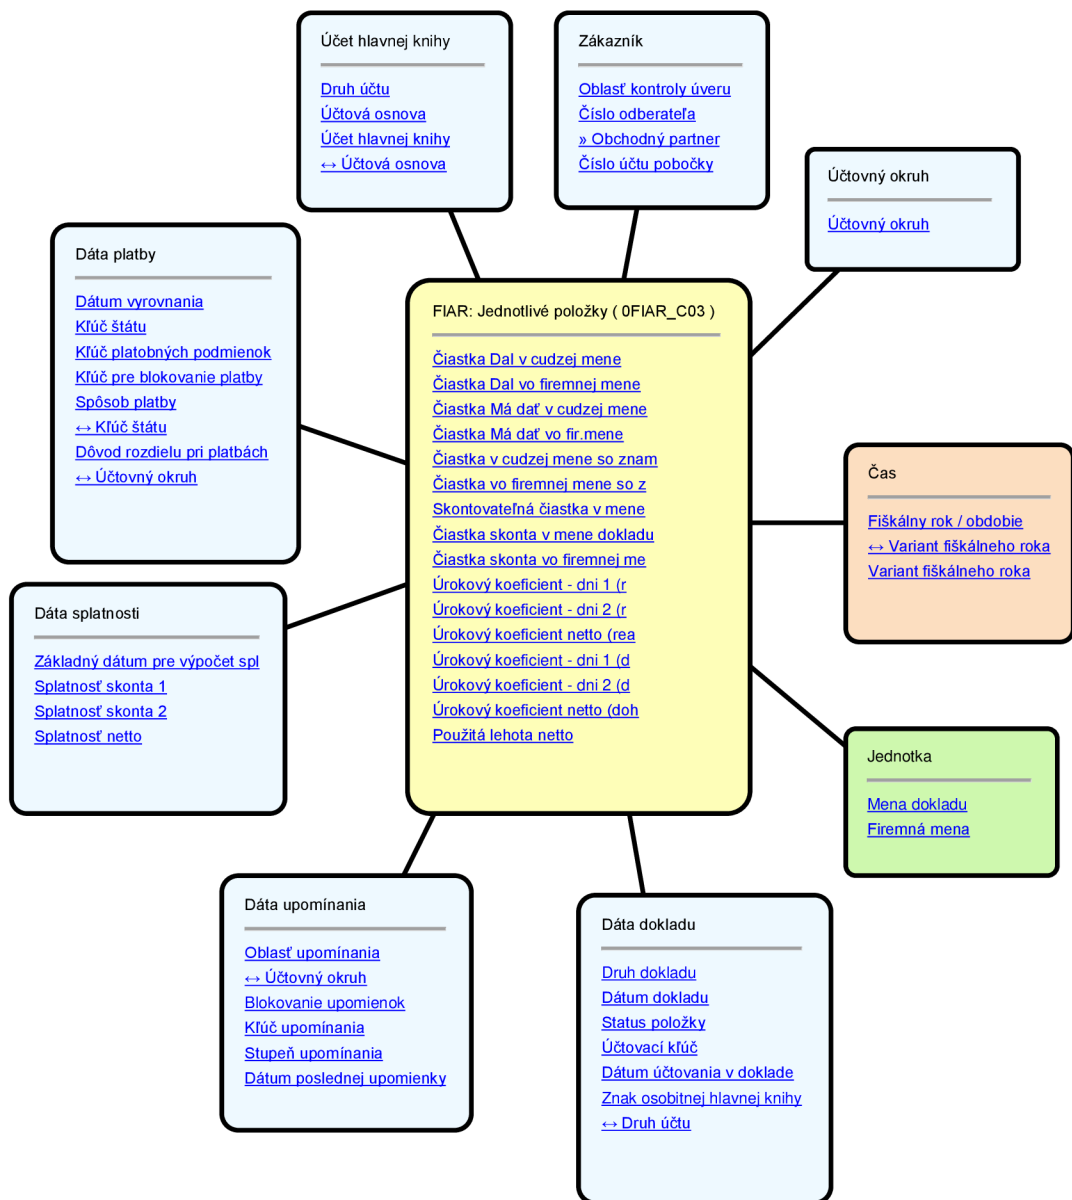 Účet hlavnej knihy
Druh účtu
Účtová osnova
Účet hlavnej knihy
↔ Účtová osnova
Zákazník
Oblasť kontroly úveru
Číslo odberateľa
» Obchodný partner
Číslo účtu pobočky
Účtovný okruh
Účtovný okruh
Dáta platby
Dátum vyrovnania
Kľúč štátu
Kľúč platobných podmienok
Kľúč pre blokovanie platby
Spôsob platby
↔ Kľúč štátu
Dôvod rozdielu pri platbách
↔ Účtovný okruh
FIAR: Jednotlivé položky ( 0FIAR_C03 )
Čiastka Dal v cudzej mene
Čiastka Dal vo firemnej mene
Čiastka Má dať v cudzej mene
Čiastka Má dať vo fir.mene
Čiastka v cudzej mene so znam
Čiastka vo firemnej mene so z
Skontovateľná čiastka v mene
Čiastka skonta v mene dokladu
Čiastka skonta vo firemnej me
Úrokový koeficient - dni 1 (r
Úrokový koeficient - dni 2 (r
Úrokový koeficient netto (rea
Úrokový koeficient - dni 1 (d
Úrokový koeficient - dni 2 (d
Úrokový koeficient netto (doh
Použitá lehota netto
Čas
Fiškálny rok / obdobie
↔ Variant fiškálneho roka
Variant fiškálneho roka
Dáta splatnosti
Základný dátum pre výpočet spl
Splatnosť skonta 1
Splatnosť skonta 2
Splatnosť netto
Jednotka
Mena dokladu
Firemná mena
Dáta upomínania
Oblasť upomínania
↔ Účtovný okruh
Blokovanie upomienok
Kľúč upomínania
Stupeň upomínania
Dátum poslednej upomienky
Dáta dokladu
Druh dokladu
Dátum dokladu
Status položky
Účtovací kľúč
Dátum účtovania v doklade
Znak osobitnej hlavnej knihy
↔ Druh účtu